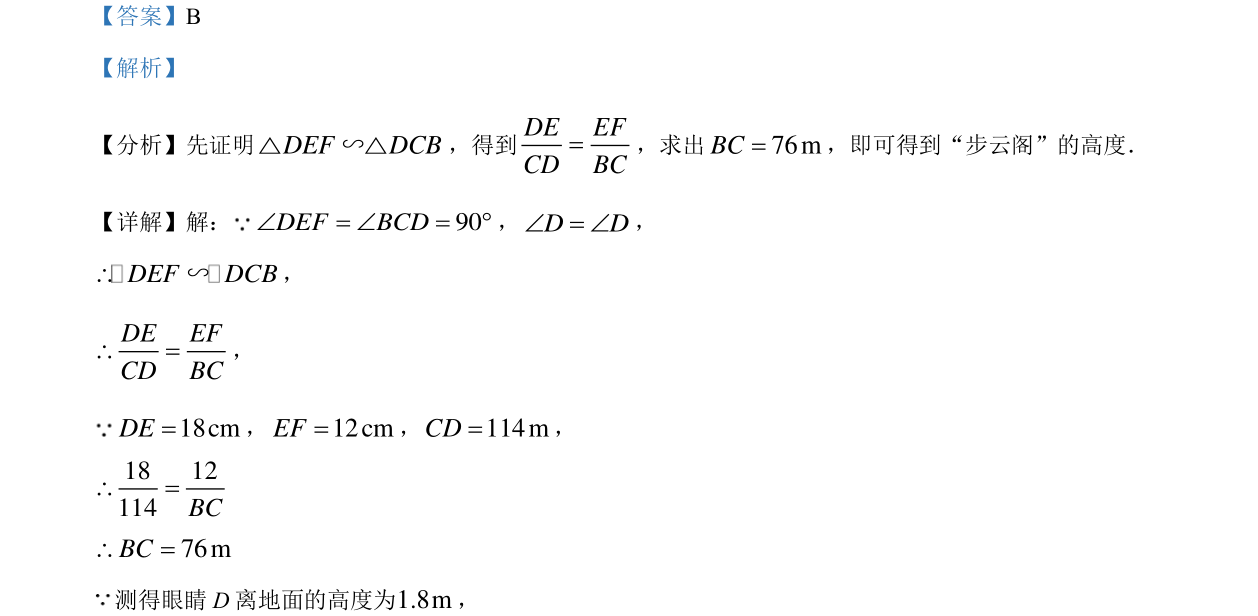 【答案】B
【解析】
【分析】先证明△DEF∽△DCB，得到DE/CD = EF/BC，求出BC = 76m，即可得到“步云阁”的高度.
【详解】解：∵∠DEF = ∠BCD = 90°，∠D = ∠D，
∴□DEF∽□DCB，
∴DE/CD = EF/BC，
∵DE = 18cm，EF = 12cm，CD = 114m，
∴18/114 = 12/BC
∴BC = 76m
∵测得眼睛D离地面的高度为1.8m，